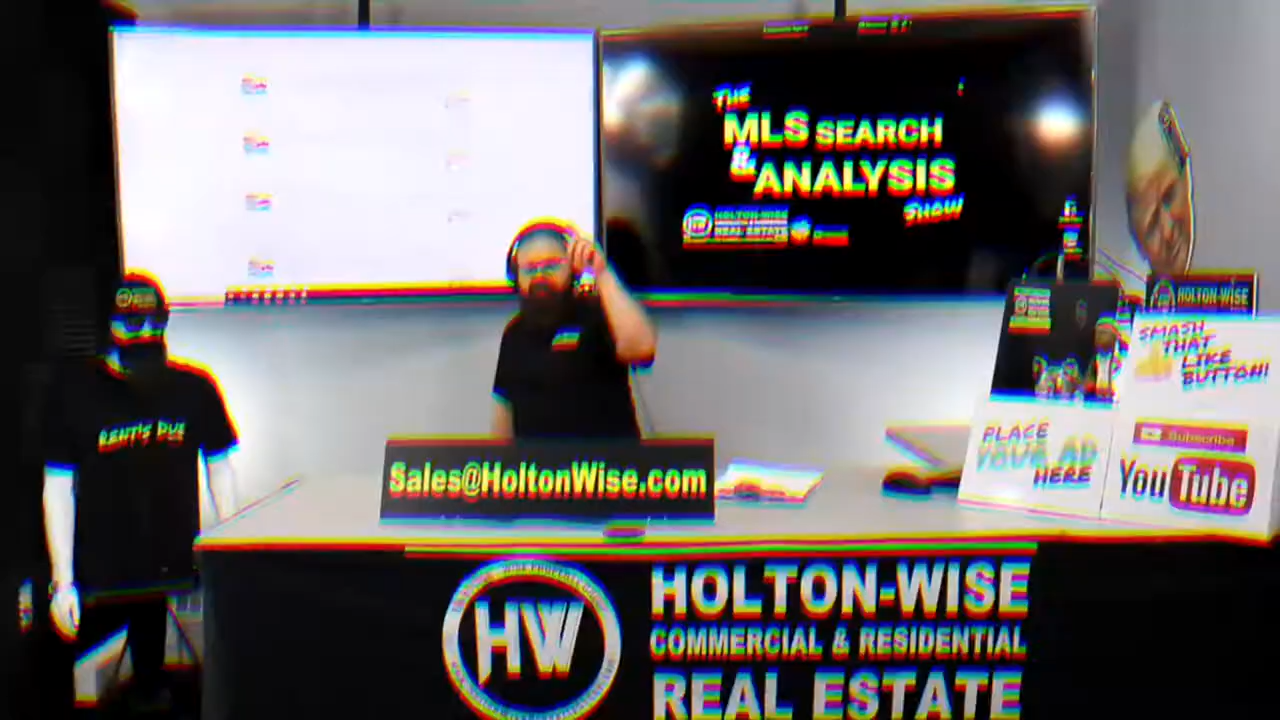 THE
MLS SEARCH
&
ANALYSIS
SHOW
HW
HOLTON-WISE
REAL ESTATE
HOLTON-WISE
SMASH
THAT
LIKE
BUTTON!
RENT'S DUE
PLACE
YOUR AD
HERE
Subscribe
YouTube
Sales@HoltonWise.com
HW
HOLTON-WISE
COMMERCIAL & RESIDENTIAL
REAL ESTATE